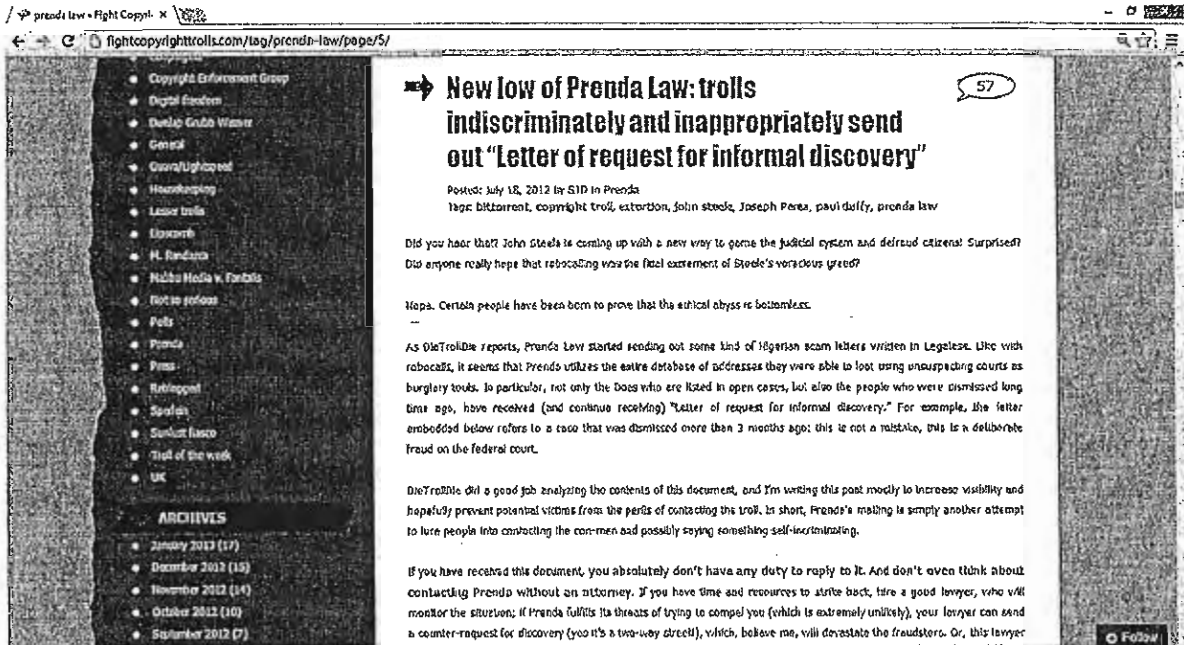 prenda law « Fight Copyri- ×
fightcopyrighttrolls.com/tag/prenda-law/page/5/
Copyright Enforcement Group
Digital freedom
Dunlap Grubb Weaver
General
Guava/Lightspeed
Housekeeping
Lesser trolls
Lipscomb
M. Randazza
Malibu Media v. Fantalis
Not so serious
Polls
Prenda
Press
Reblogged
Sunlust fiasco
Troll of the week
UK
ARCHIVES
January 2013 (17)
December 2012 (15)
November 2012 (14)
October 2012 (10)
September 2012 (7)
New low of Prenda Law: trolls
indiscriminately and inappropriately send
out "Letter of request for informal discovery"
57
Posted: July 18, 2012 by SJD in Prenda
Tags: bittorrent, copyright troll, extortion, john steele, Joseph Perea, paul duffy, prenda law
Did you hear that? John Steele is coming up with a new way to game the judicial system and defraud citizens! Surprised?
Did anyone really hope that robocalling was the final excrement of Steele's voracious greed?
Nope. Certain people have been born to prove that the ethical abyss is bottomless.
As DieTrollDie reports, Prenda Law started sending out some kind of Nigerian scam letters written in Legalese. Like with
robocalls, it seems that Prenda utilizes the entire database of addresses they were able to loot using unsuspecting courts as
burglary tools. In particular, not only the Does who are listed in open cases, but also the people who were dismissed long
time ago, have received (and continue receiving) "Letter of request for informal discovery." For example, the letter
embedded below refers to a case that was dismissed more than 3 months ago: this is not a mistake, this is a deliberate
fraud on the federal court.
DieTrollDie did a good job analyzing the contents of this document, and I'm writing this post mostly to increase visibility and
hopefully prevent potential victims from the perils of contacting the troll. In short, Prenda's mailing is simply another attempt
to lure people into contacting the con-men and possibly saying something self-incriminating.
If you have received this document, you absolutely don't have any duty to reply to it. And don't even think about
contacting Prenda without an attorney. If you have time and resources to strike back, hire a good lawyer, who will
monitor the situation; if Prenda fulfills its threats of trying to compel you (which is extremely unlikely), your lawyer can send
a counter-request for discovery (yes it's a two-way street!), which, believe me, will devastate the fraudsters. Or, this lawyer
Follow